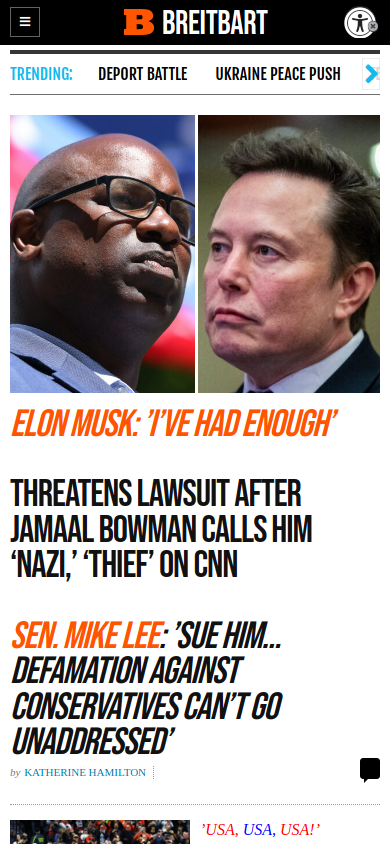 BREITBART
TRENDING:
DEPORT BATTLE
UKRAINE PEACE PUSH
ELON MUSK: ’I’VE HAD ENOUGH’
THREATENS LAWSUIT AFTER
JAMAAL BOWMAN CALLS HIM
‘NAZI,’ ‘THIEF’ ON CNN
SEN. MIKE LEE: ’SUE HIM…
DEFAMATION AGAINST
CONSERVATIVES CAN’T GO
UNADDRESSED’
by KATHERINE HAMILTON
’USA, USA, USA!’